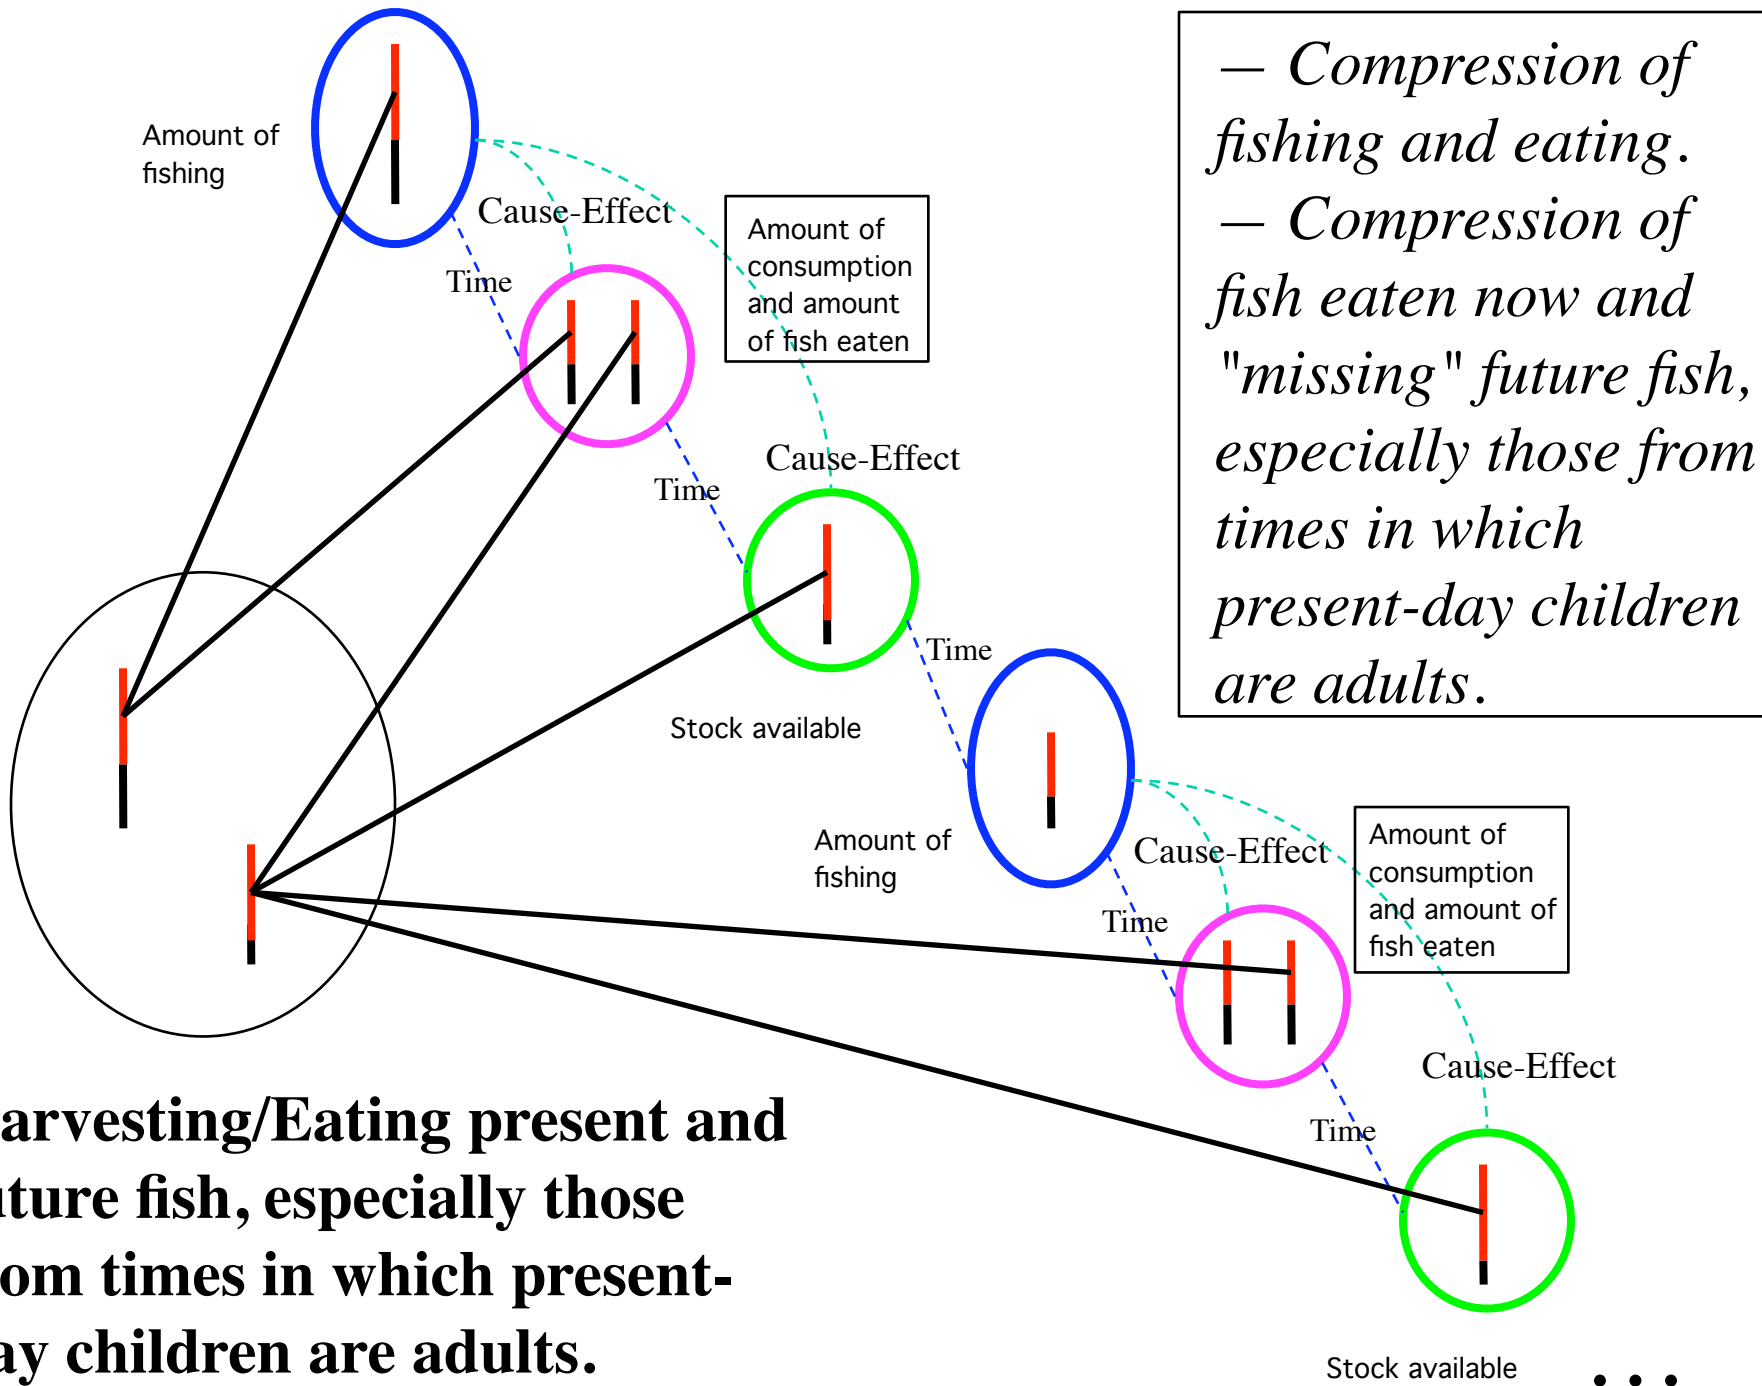 Amount of
fishing
Cause-Effect
Time
Amount of
consumption
and amount
of fish eaten
— Compression of
fishing and eating.
— Compression of
fish eaten now and
"missing" future fish,
especially those from
times in which
present-day children
are adults.
Cause-Effect
Time
Time
Stock available
Amount of
fishing
Cause-Effect
Time
Amount of
consumption
and amount of
fish eaten
Cause-Effect
Time
arvesting/Eating present and
uture fish, especially those
om times in which present-
ay children are adults.
Stock available
...